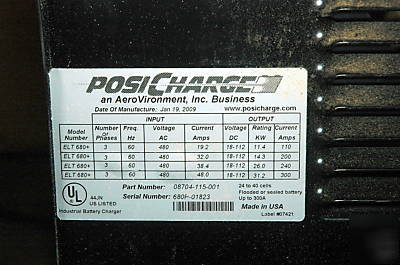 POSICHARGE
an AeroVironment, Inc. Business
Date Of Manufacture: Jan 19, 2009 www.posicharge.com
INPUT OUTPUT
Model Number Number or Phases Freq. Hz Voltage AC Current Amps Voltage DC Rating KW Current Amps
ELT 680+ 3 60 480 19.2 18-112 11.4 110
ELT 680+ 3 60 480 32.0 18-112 14.3 200
ELT 680+ 3 60 480 38.4 18-112 26.0 240
ELT 680+ 3 60 480 48.0 18-112 31.2 300
Part Number: 08704-115-001
Serial Number: 680P-01823
UL
44JN
US LISTED
Industrial Battery Charger
24 to 40 cells
Flooded or sealed battery
Up to 300A
Made in USA
Label #07421